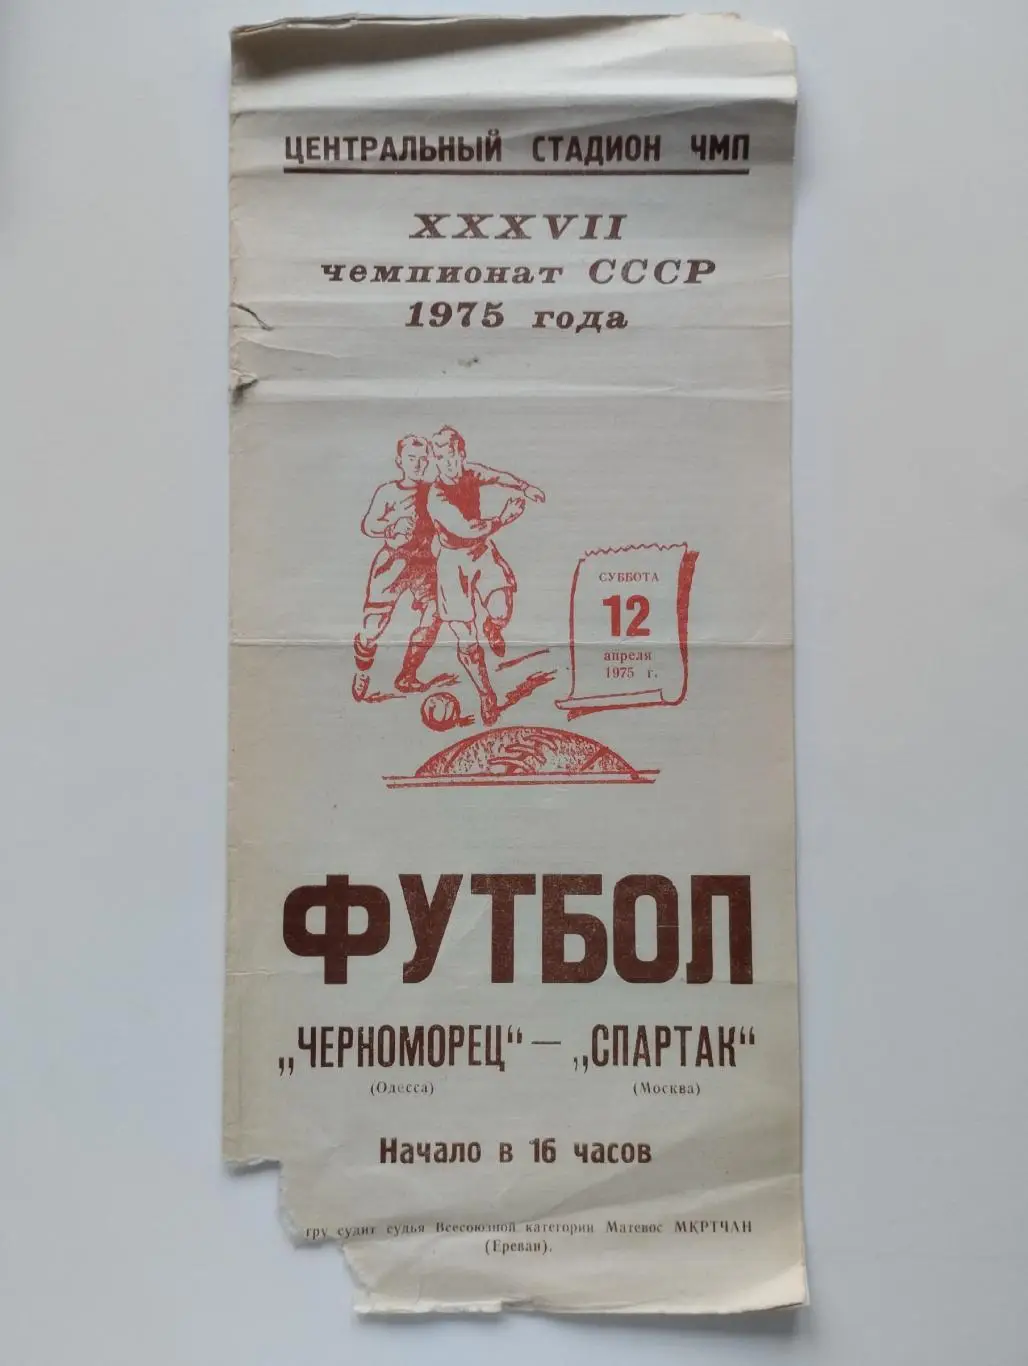 ЦЕНТРАЛЬНЫЙ СТАДИОН ЧМП
XXXVII
чемпионат СССР
1975 года
СУББОТА
12
апреля
1975 г.
ФУТБОЛ
„ЧЕРНОМОРЕЦ“ — „СПАРТАК“
(Одесса) (Москва)
Начало в 16 часов
гру судит судья Всесоюзной категории Матевос МКРТЧАН
(Ереван).